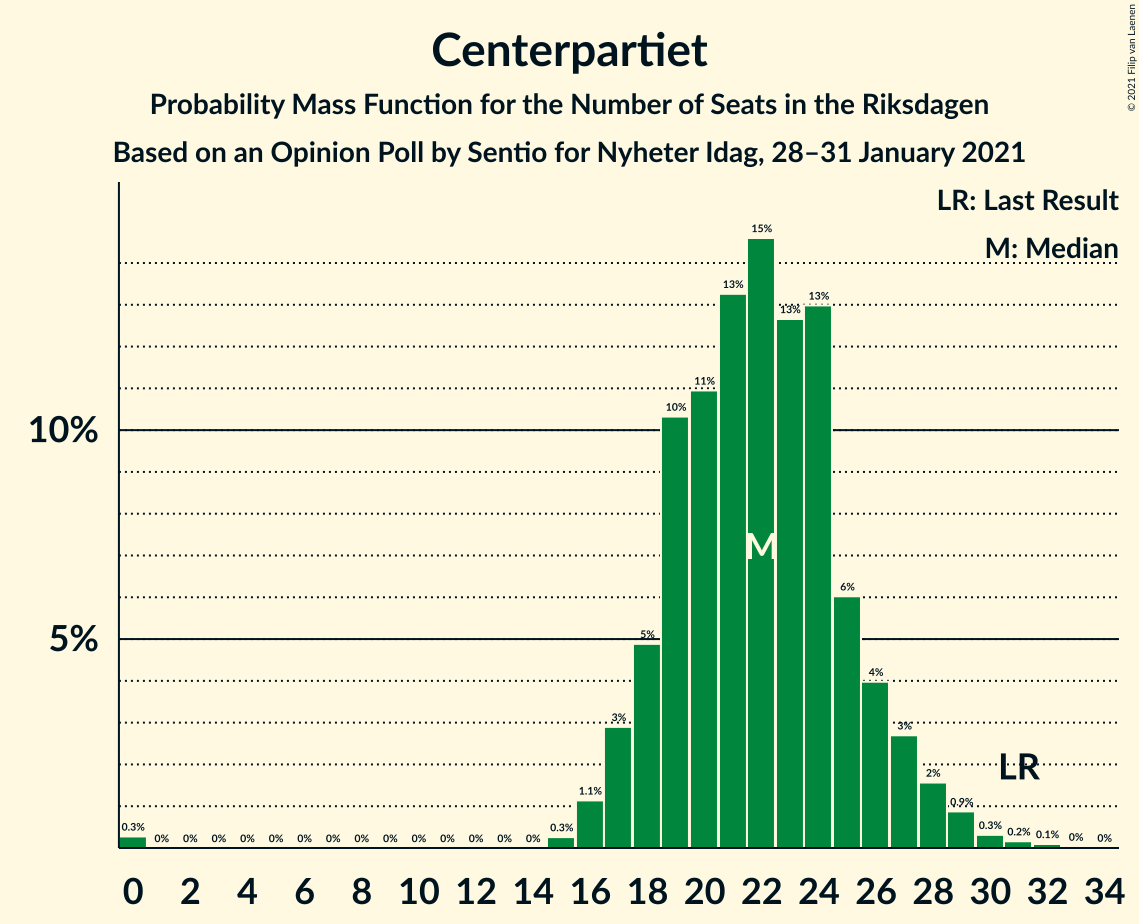 Centerpartiet
Probability Mass Function for the Number of Seats in the Riksdagen
Based on an Opinion Poll by Sentio for Nyheter Idag, 28–31 January 2021
© 2021 Filip van Laenen
LR: Last Result
M: Median
10%
5%
0.3% 0% 0% 0% 0% 0% 0% 0% 0% 0% 0% 0% 0% 0% 0% 0.3% 1.1% 3% 5% 10% 11% 13% 15% 13% 13% 6% 4% 3% 2% 0.9% 0.3% 0.2% 0.1% 0% 0%
M
LR
0 2 4 6 8 10 12 14 16 18 20 22 24 26 28 30 32 34